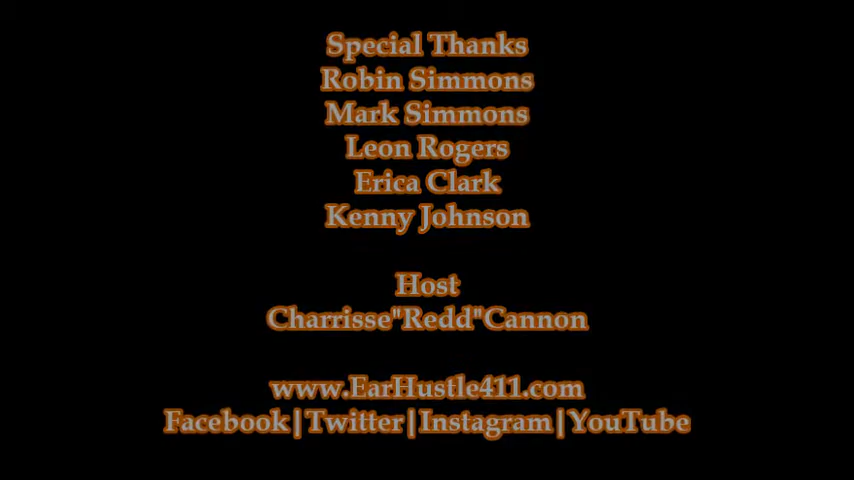 Special Thanks
Robin Simmons
Mark Simmons
Leon Rogers
Erica Clark
Kenny Johnson
Host
Charrisse"Redd"Cannon
www.EarHustle411.com
Facebook|Twitter|Instagram|YouTube